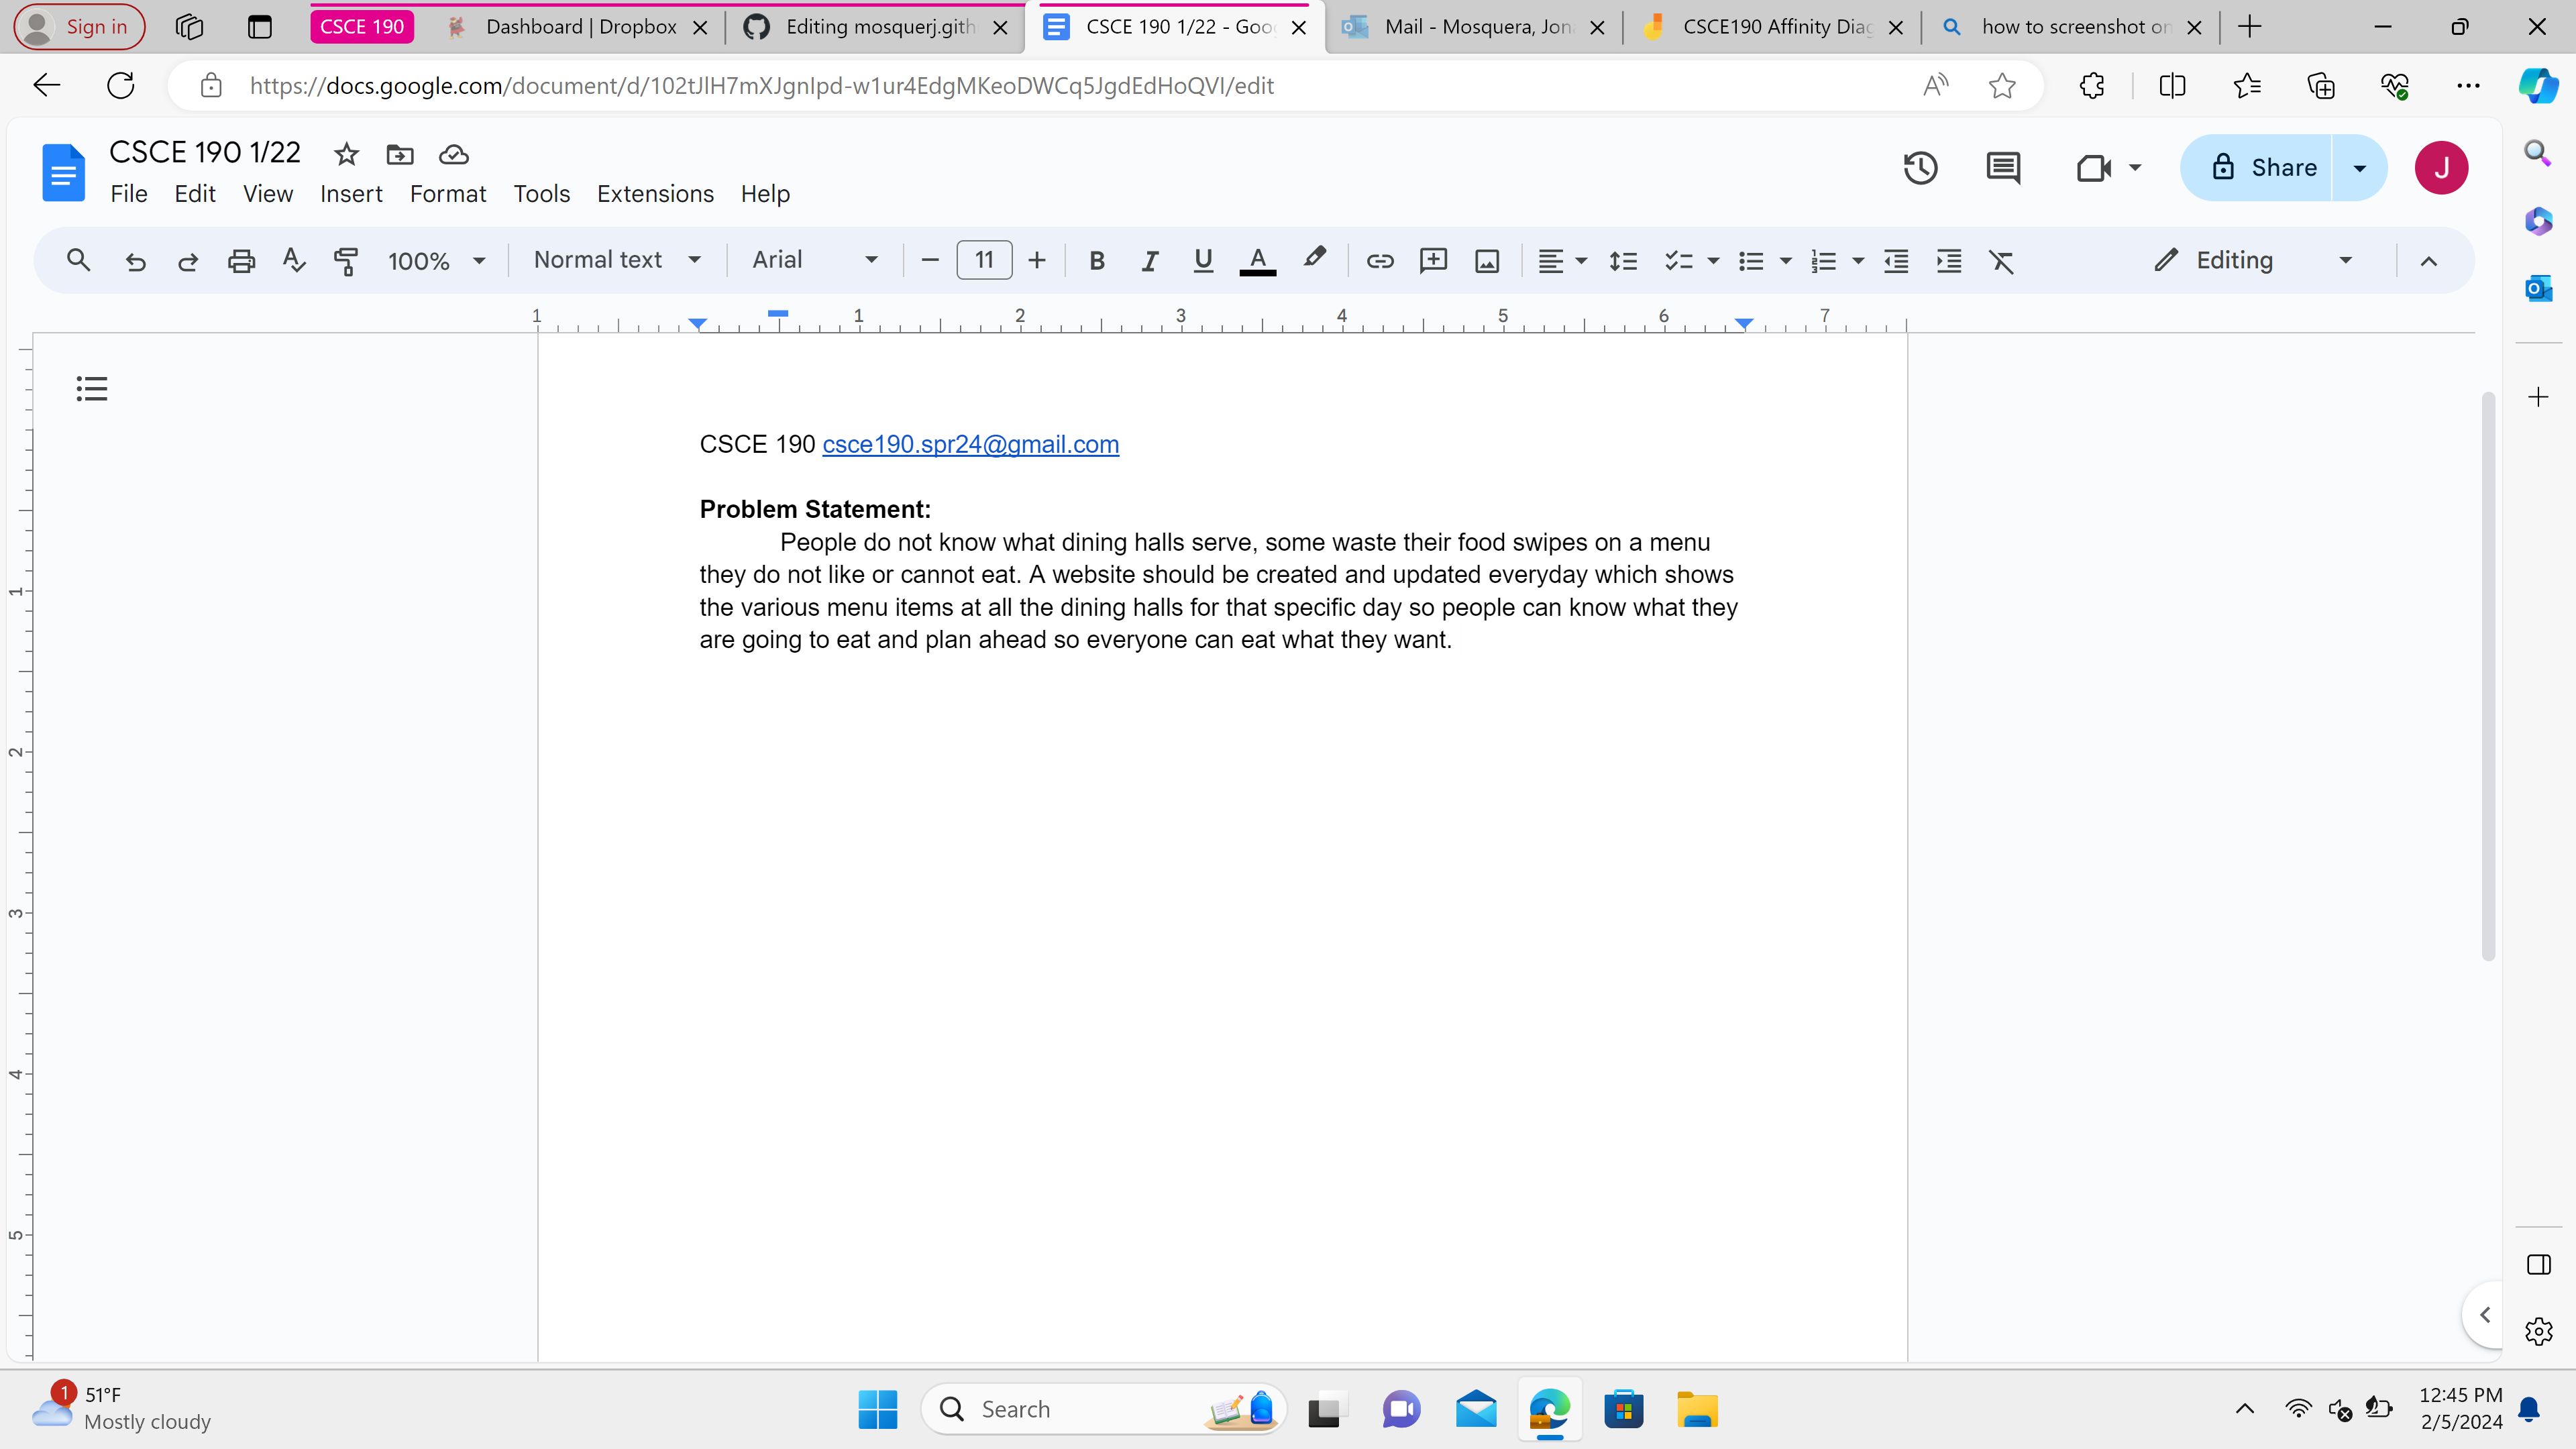 Sign in
CSCE 190
Dashboard | Dropbox
Editing mosquerj.gith
CSCE 190 1/22 - Goo
Mail - Mosquera, Jon
CSCE190 Affinity Diag
how to screenshot on
https://docs.google.com/document/d/102tJlH7mXJgnIpd-w1ur4EdgMKeoDWCq5JgdEdHoQVI/edit
CSCE 190 1/22
File Edit View Insert Format Tools Extensions Help
Share
J
100% Normal text Arial 11 Editing
1 1 2 3 4 5 6 7
CSCE 190 csce190.spr24@gmail.com
Problem Statement:
People do not know what dining halls serve, some waste their food swipes on a menu
they do not like or cannot eat. A website should be created and updated everyday which shows
the various menu items at all the dining halls for that specific day so people can know what they
are going to eat and plan ahead so everyone can eat what they want.
1
2
3
4
5
1
51°F
Mostly cloudy
Search
12:45 PM
2/5/2024